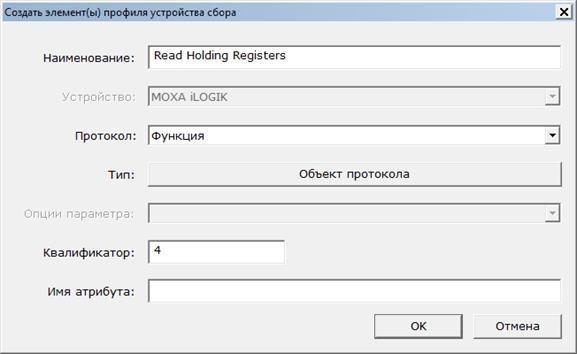 Создать элемент(ы) профиля устройства сбора
Наименование: Read Holding Registers
Устройство: MOXA iLOGIK
Протокол: Функция
Тип: Объект протокола
Опции параметра:
Квалификатор: 4
Имя атрибута:
OK Отмена